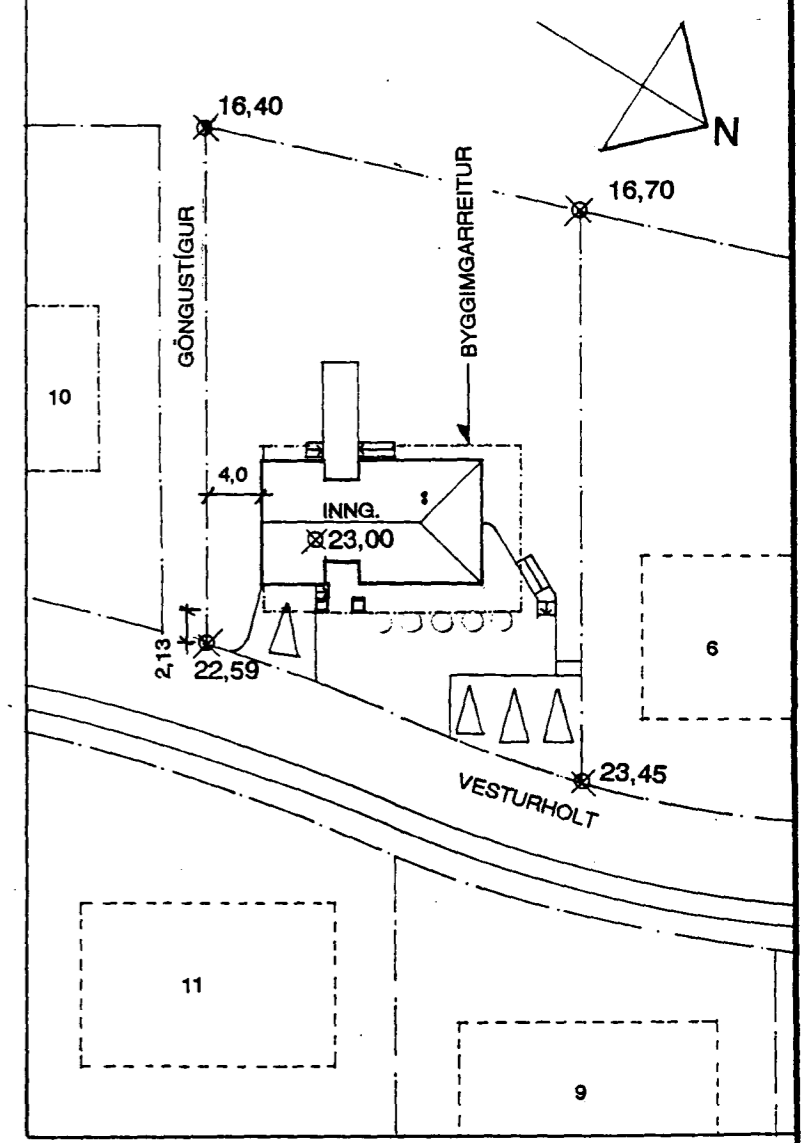 16,40
N
16,70
GÖNGUSTÍGUR
BYGGIMGARREITUR
10
4,0
8
INNG.
23,00
6
2,13
22,59
23,45
VESTURHOLT
11
9